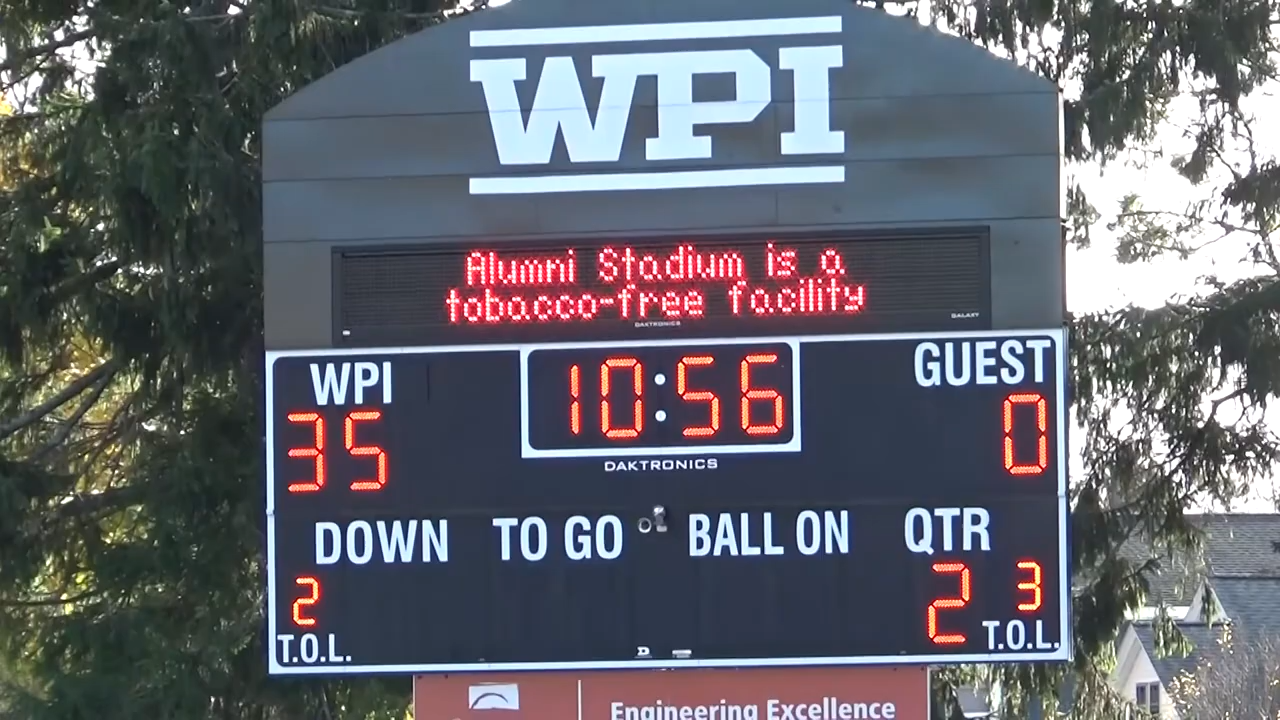 WPI
Alumni Stadium is a
tobacco-free facility
DAKTRONICS
GALAXY
WPI
10:56
GUEST
35
0
DAKTRONICS
DOWN TO GO BALL ON QTR
2
2
3
T.O.L.
T.O.L.
Engineering Excellence